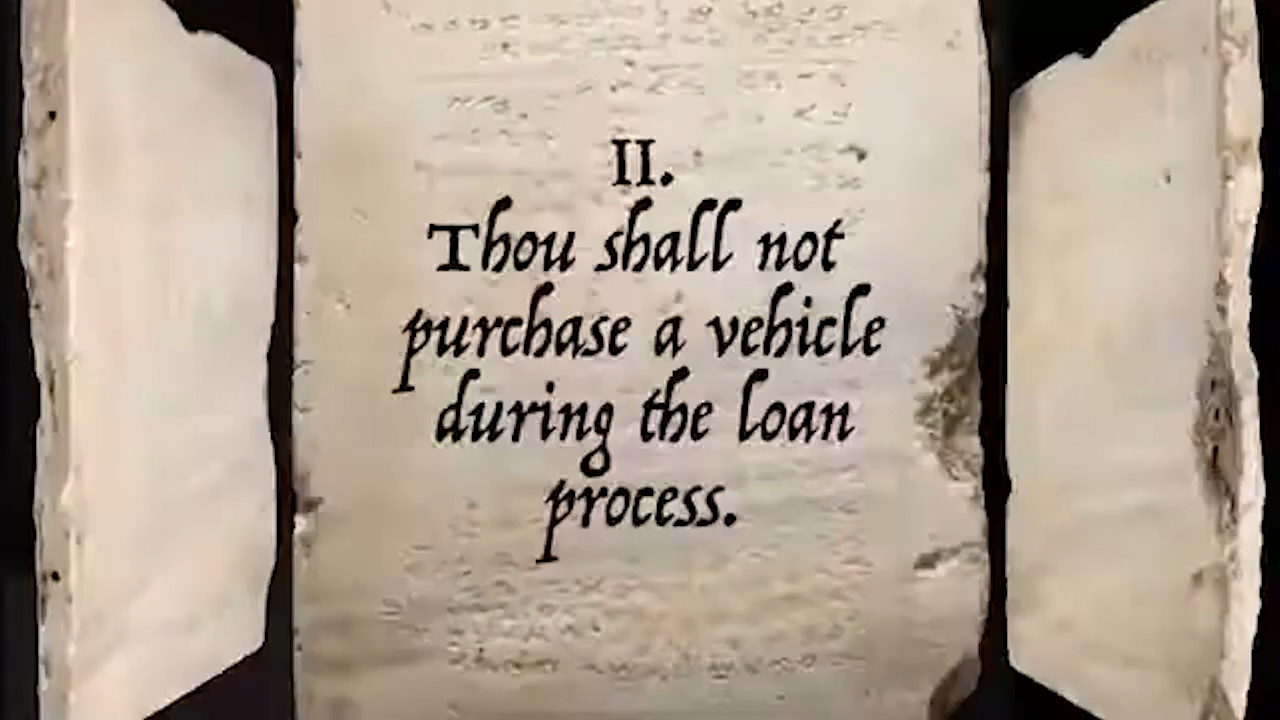 II.
Thou shall not
purchase a vehicle
during the loan
process.